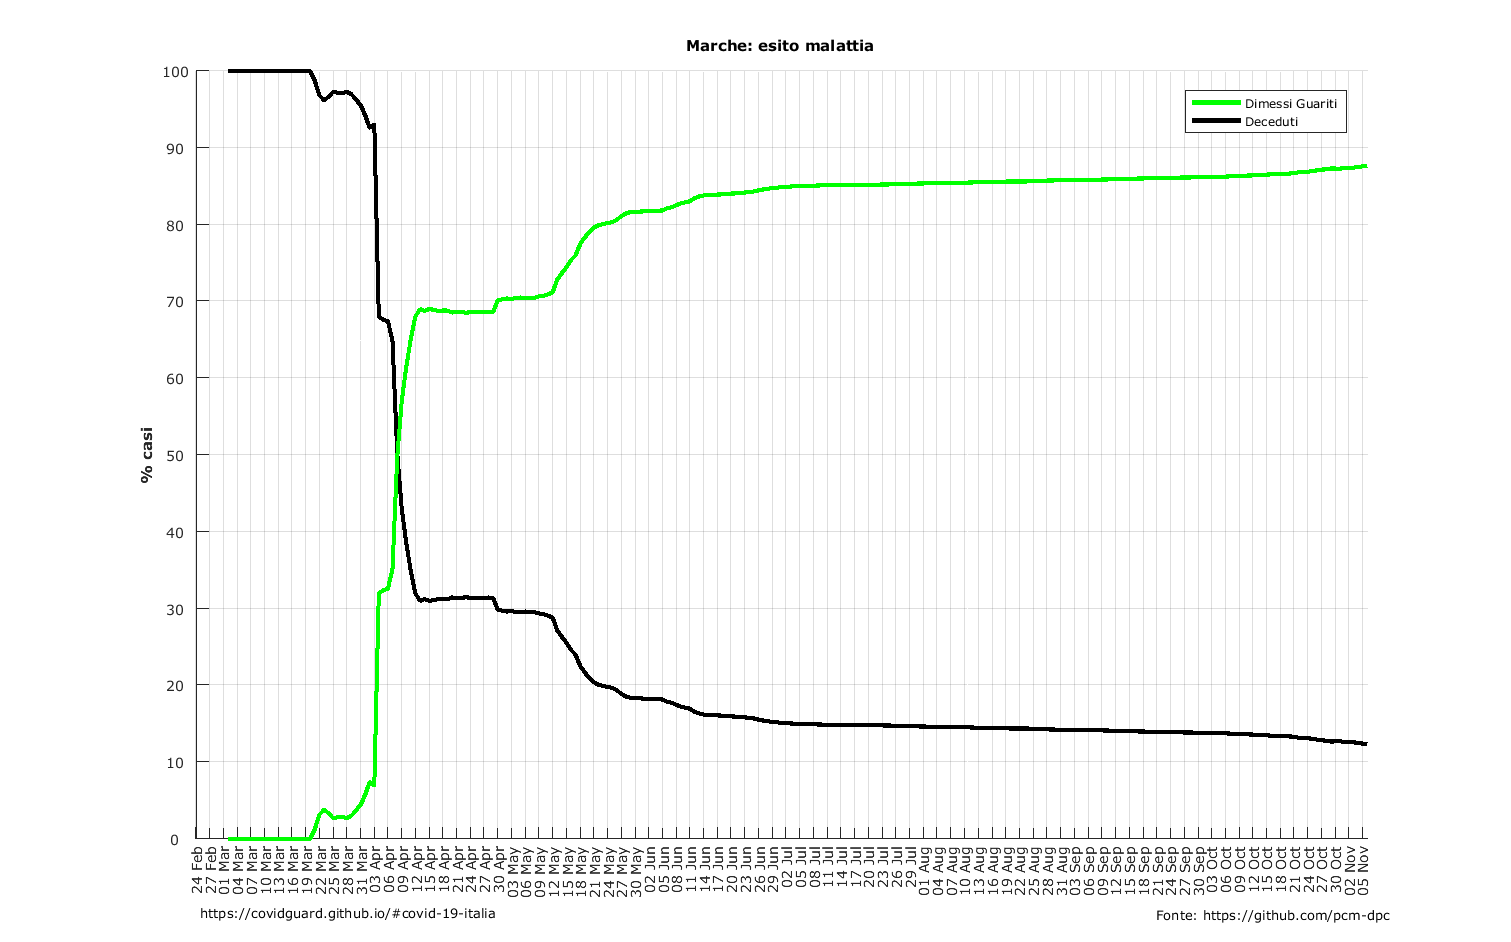 Marche: esito malattia
Dimessi Guariti
Deceduti
% casi
100
90
80
70
60
50
40
30
20
10
0
24 Feb
27 Feb
01 Mar
04 Mar
07 Mar
10 Mar
13 Mar
16 Mar
19 Mar
22 Mar
25 Mar
28 Mar
31 Mar
03 Apr
06 Apr
09 Apr
12 Apr
15 Apr
18 Apr
21 Apr
24 Apr
27 Apr
30 Apr
03 May
06 May
09 May
12 May
15 May
18 May
21 May
24 May
27 May
30 May
02 Jun
05 Jun
08 Jun
11 Jun
14 Jun
17 Jun
20 Jun
23 Jun
26 Jun
29 Jun
02 Jul
05 Jul
08 Jul
11 Jul
14 Jul
17 Jul
20 Jul
23 Jul
26 Jul
29 Jul
01 Aug
04 Aug
07 Aug
10 Aug
13 Aug
16 Aug
19 Aug
22 Aug
25 Aug
28 Aug
31 Aug
03 Sep
06 Sep
09 Sep
12 Sep
15 Sep
18 Sep
21 Sep
24 Sep
27 Sep
30 Sep
03 Oct
06 Oct
09 Oct
12 Oct
15 Oct
18 Oct
21 Oct
24 Oct
27 Oct
30 Oct
02 Nov
05 Nov
https://covidguard.github.io/#covid-19-italia
Fonte: https://github.com/pcm-dpc